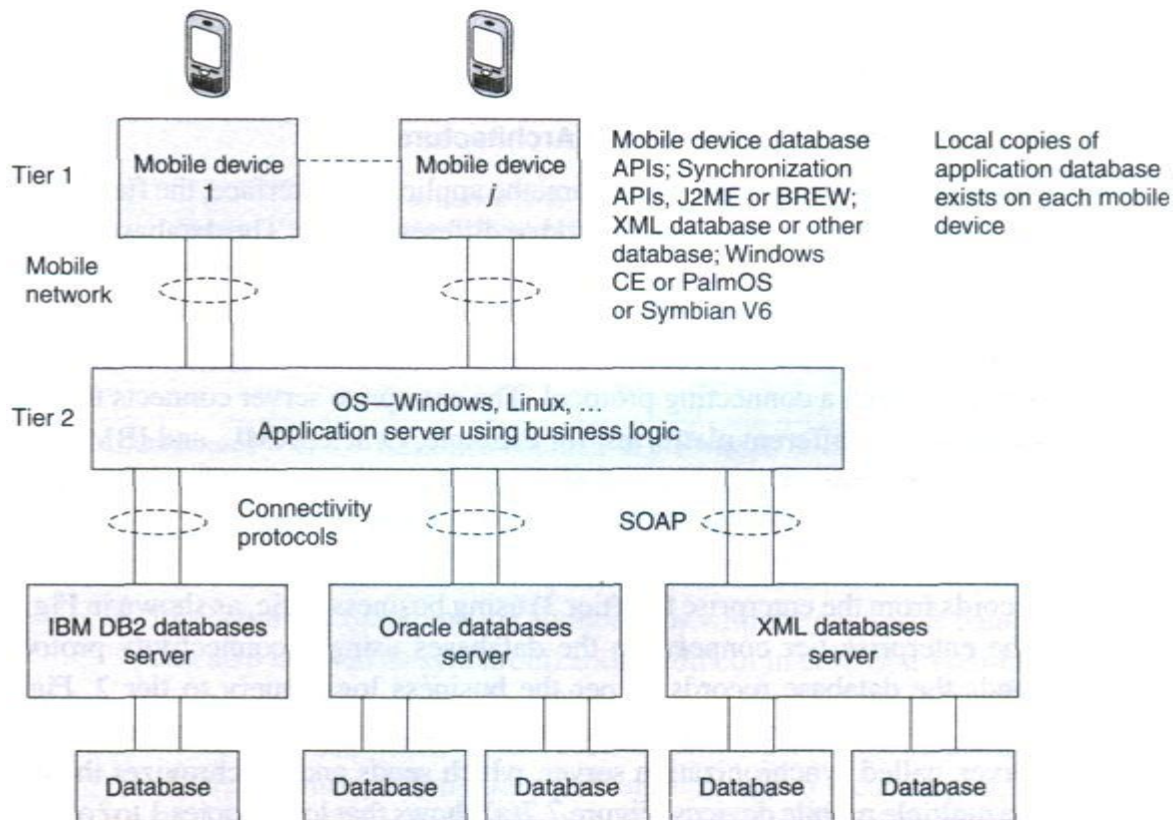 Tier 1
Mobile device
i
Mobile device
j
Mobile device database
APIs; Synchronization
APIs, J2ME or BREW;
XML database or other
database; Windows
CE or PalmOS
or Symbian V6
Local copies of
application database
exists on each mobile
device
Mobile
network
Tier 2
OS—Windows, Linux, ...
Application server using business logic
Connectivity
protocols
SOAP
IBM DB2 databases
server
Oracle databases
server
XML databases
server
Database
Database
Database
Database
Database